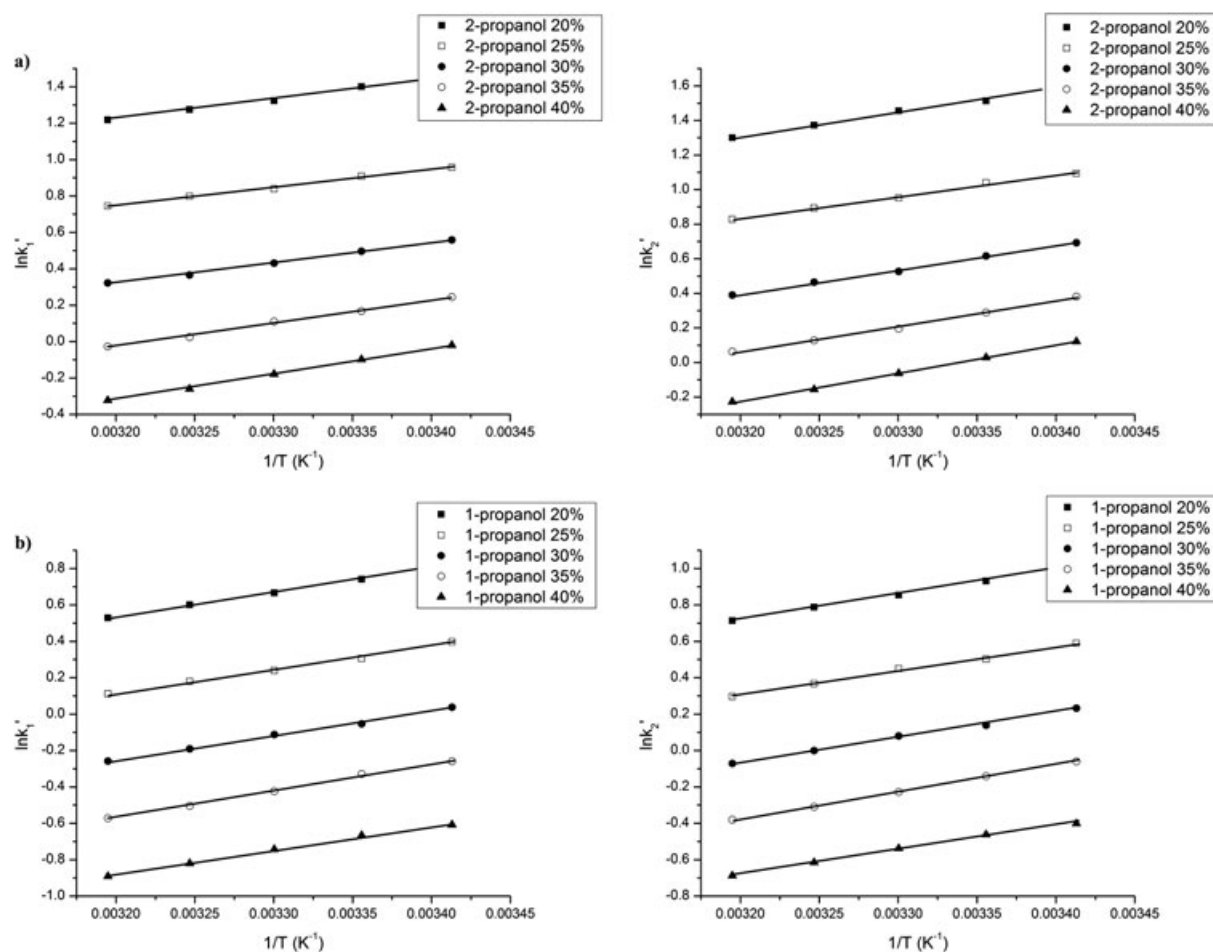 a)
2-propanol 20%
2-propanol 25%
2-propanol 30%
2-propanol 35%
2-propanol 40%
1.4
1.2
1.0
0.8
0.6
0.4
0.2
0.0
-0.2
-0.4
lnk1'
0.00320 0.00325 0.00330 0.00335 0.00340 0.00345
1/T (K-1)
2-propanol 20%
2-propanol 25%
2-propanol 30%
2-propanol 35%
2-propanol 40%
1.6
1.4
1.2
1.0
0.8
0.6
0.4
0.2
0.0
-0.2
lnk2'
0.00320 0.00325 0.00330 0.00335 0.00340 0.00345
1/T (K-1)
b)
1-propanol 20%
1-propanol 25%
1-propanol 30%
1-propanol 35%
1-propanol 40%
0.8
0.6
0.4
0.2
0.0
-0.2
-0.4
-0.6
-0.8
-1.0
lnk1'
0.00320 0.00325 0.00330 0.00335 0.00340 0.00345
1/T (K-1)
1-propanol 20%
1-propanol 25%
1-propanol 30%
1-propanol 35%
1-propanol 40%
1.0
0.8
0.6
0.4
0.2
0.0
-0.2
-0.4
-0.6
-0.8
lnk2'
0.00320 0.00325 0.00330 0.00335 0.00340 0.00345
1/T (K-1)